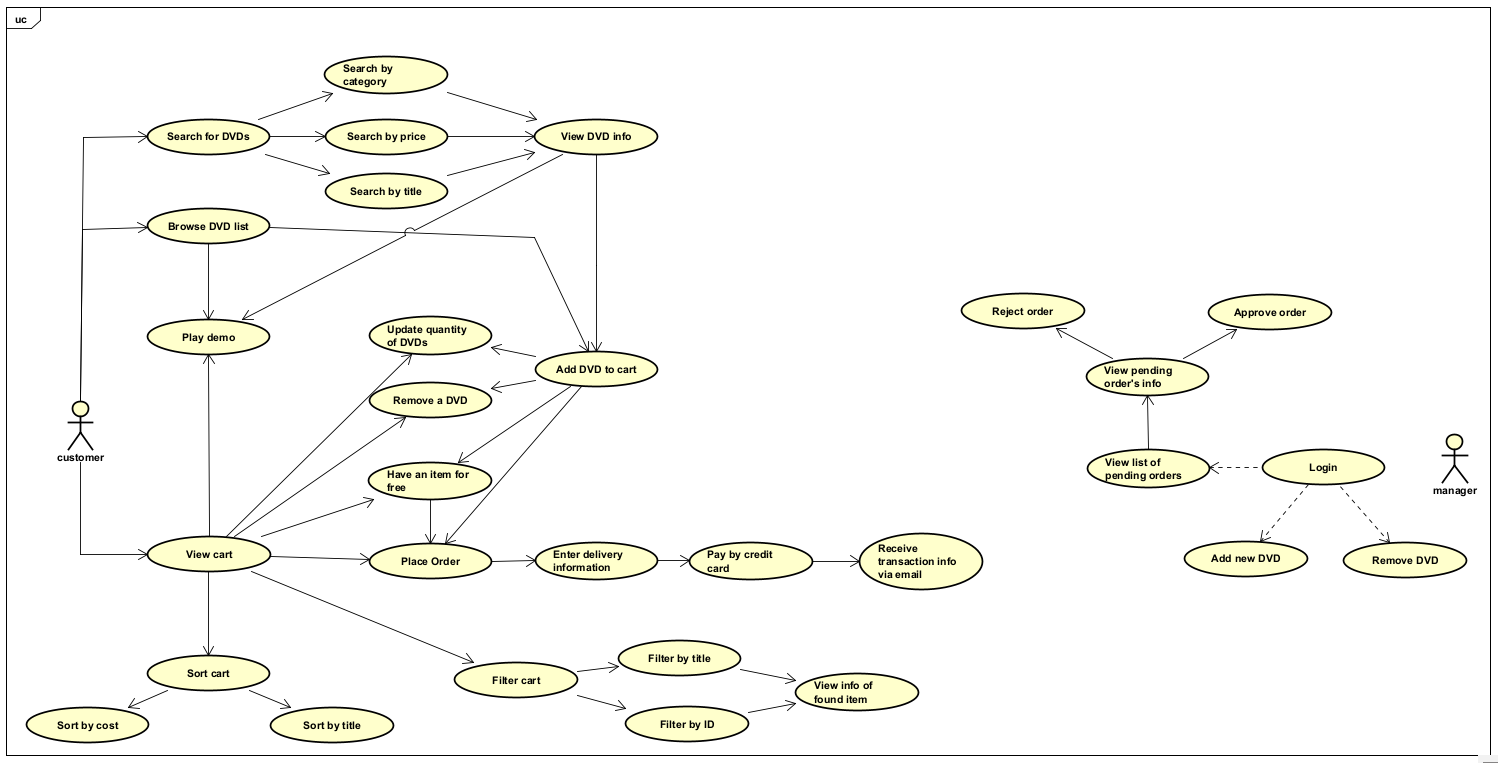 uc
Search by
category
Search for DVDs
Search by price
View DVD info
Search by title
Browse DVD list
Play demo
Update quantity
of DVDs
Add DVD to cart
Remove a DVD
customer
Have an item for
free
View cart
Place Order
Enter delivery
information
Pay by credit
card
Receive
transaction info
via email
Sort cart
Sort by cost
Sort by title
Filter cart
Filter by title
Filter by ID
View info of
found item
Reject order
Approve order
View pending
order's info
View list of
pending orders
Login
manager
Add new DVD
Remove DVD